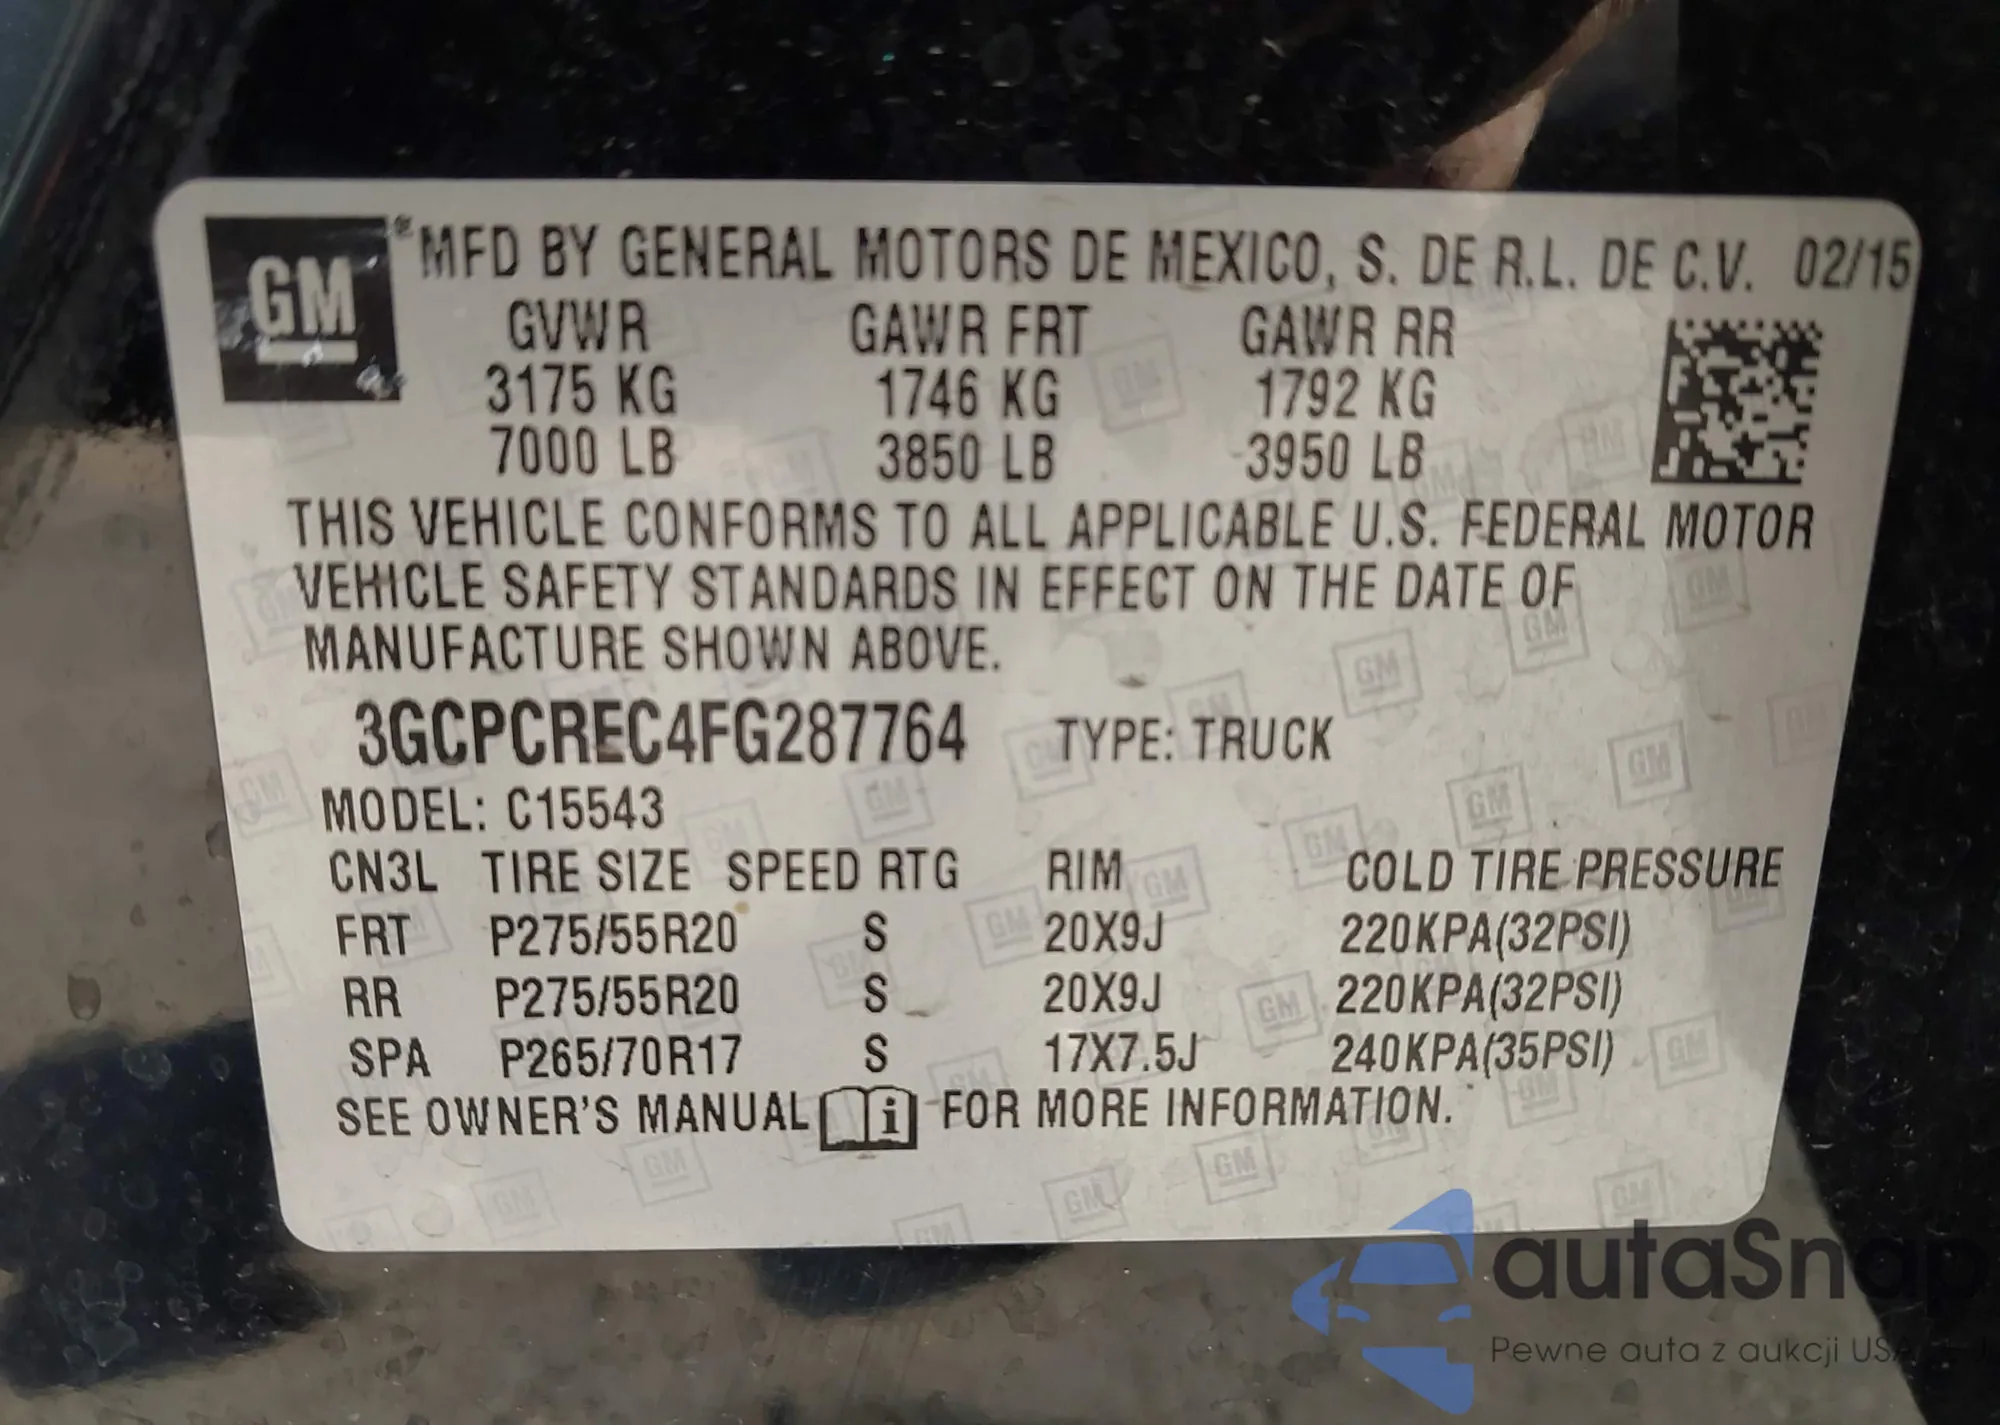 GM
® MFD BY GENERAL MOTORS DE MEXICO, S. DE R.L. DE C.V. 02/15
GVWR GAWR FRT GAWR RR
3175 KG 1746 KG 1792 KG
7000 LB 3850 LB 3950 LB
THIS VEHICLE CONFORMS TO ALL APPLICABLE U.S. FEDERAL MOTOR
VEHICLE SAFETY STANDARDS IN EFFECT ON THE DATE OF
MANUFACTURE SHOWN ABOVE.
3GCPCREC4FG287764 TYPE: TRUCK
MODEL: C15543
CN3L TIRE SIZE SPEED RTG RIM COLD TIRE PRESSURE
FRT P275/55R20 S 20X9J 220KPA(32PSI)
RR P275/55R20 S 20X9J 220KPA(32PSI)
SPA P265/70R17 S 17X7.5J 240KPA(35PSI)
SEE OWNER'S MANUAL i FOR MORE INFORMATION.
autaSnap
Pewne auta z aukcji USA